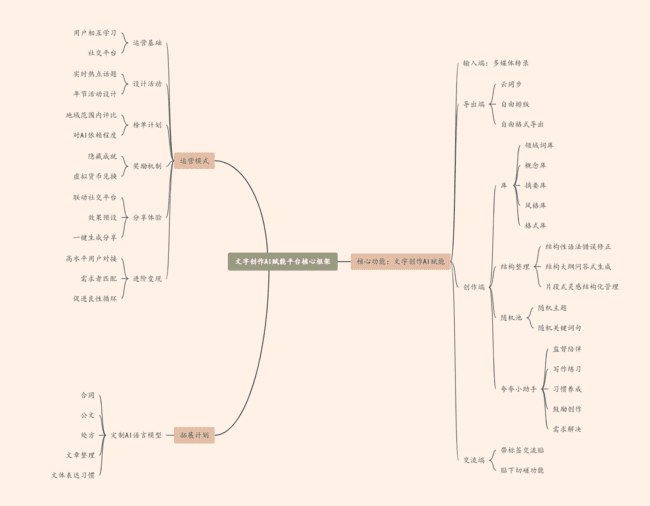 文字创作AI赋能平台核心框架
运营模式
运营基础
用户相互学习
社交平台
设计活动
实时热点话题
年节活动设计
榜单计划
地域范围内评比
对AI依赖程度
奖励机制
隐藏成就
虚拟货币兑换
分享体验
联动社交平台
效果预设
一键生成分享
进阶变现
高水平用户对接
需求者匹配
促进良性循环
拓展计划
定制AI语言模型
合同
公文
处方
文章整理
文体表达习惯
核心功能：文字创作AI赋能
输入端：多媒体转录
导出端
云同步
自由排版
自由格式导出
创作端
库
领域词库
概念库
摘要库
风格库
格式库
结构整理
结构性语法错误修正
结构大纲问答式生成
片段式灵感结构化管理
随机池
随机主题
随机关键词句
夸夸小助手
监督陪伴
写作练习
习惯养成
鼓励创作
需求解决
交流端
带标签交流贴
贴下切磋功能